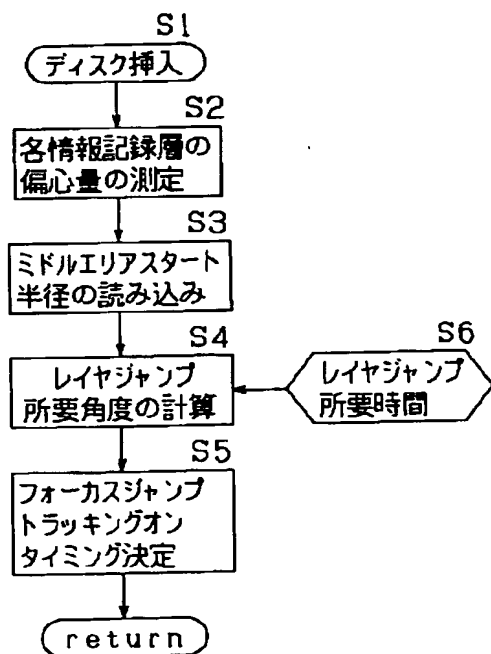 S1
ディスク挿入
S2
各情報記録層の
偏心量の測定
S3
ミドルエリアスタート
半径の読み込み
S4
レイヤジャンプ
所要角度の計算
S6
レイヤジャンプ
所要時間
S5
フォーカスジャンプ
トラッキングオン
タイミング決定
return